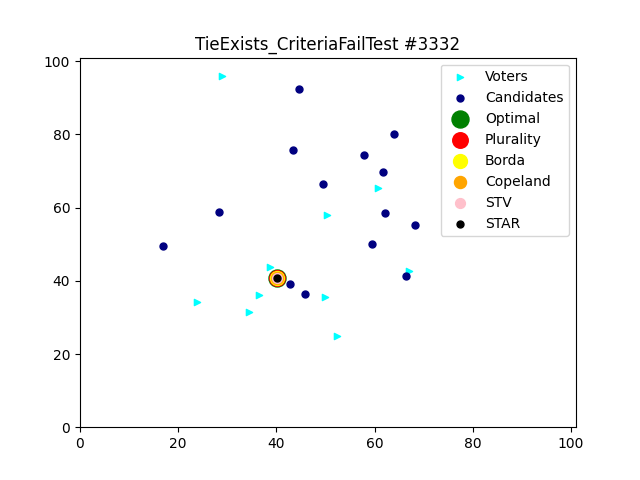 TieExists_CriteriaFailTest #3332
100
80
60
40
20
0
0 20 40 60 80 100
Voters
Candidates
Optimal
Plurality
Borda
Copeland
STV
STAR